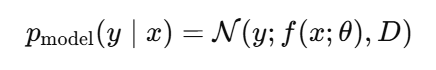 p_model(y | x) = 𝒩(y; f(x; θ), D)